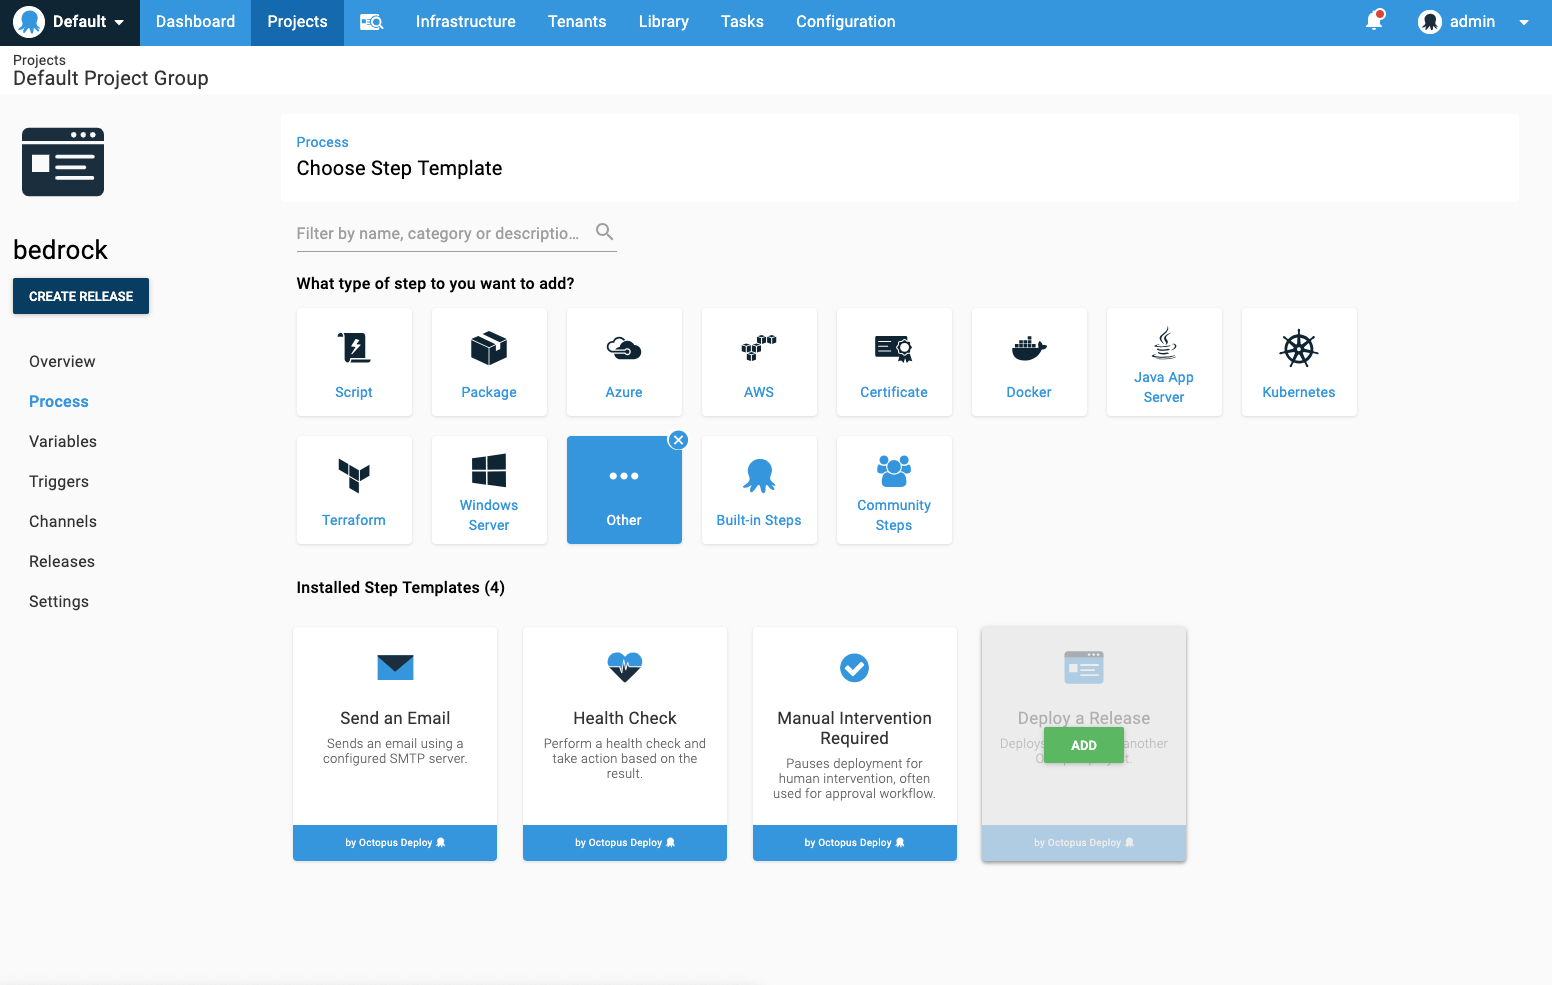 Default
Dashboard
Projects
Infrastructure
Tenants
Library
Tasks
Configuration
admin
Projects
Default Project Group
bedrock
CREATE RELEASE
Overview
Process
Variables
Triggers
Channels
Releases
Settings
Process
Choose Step Template
Filter by name, category or descriptio...
What type of step to you want to add?
Script
Package
Azure
AWS
Certificate
Docker
Java App
Server
Kubernetes
Terraform
Windows
Server
Other
Built-in Steps
Community
Steps
Installed Step Templates (4)
Send an Email
Sends an email using a
configured SMTP server.
by Octopus Deploy
Health Check
Perform a health check and
take action based on the
result.
by Octopus Deploy
Manual Intervention
Required
Pauses deployment for
human intervention, often
used for approval workflow.
by Octopus Deploy
Deploy a Release
Deploys another
ADD
by Octopus Deploy